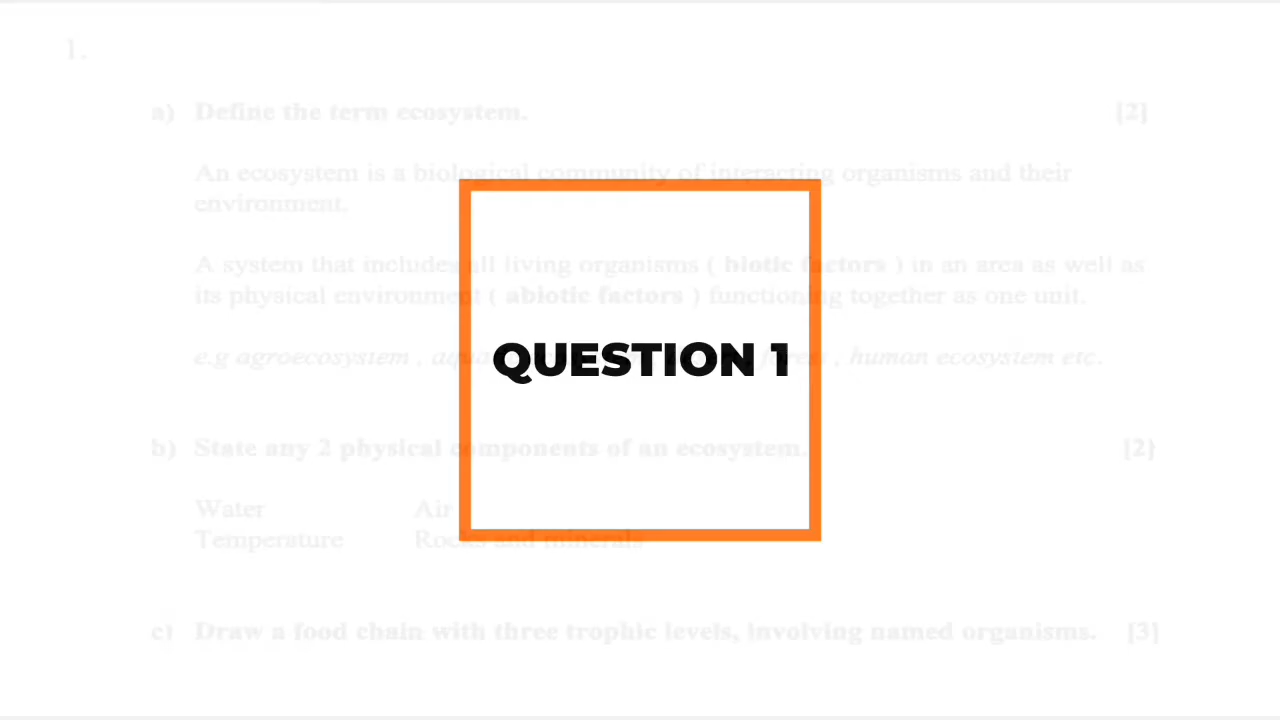 1.
a) Define the term ecosystem. [2]
An ecosystem is a biological community of interacting organisms and their
environment.
A system that includes all living organisms ( biotic factors ) in an area as well as
its physical environment ( abiotic factors ) functioning together as one unit.
e.g agroecosystem , , human ecosystem etc.
QUESTION 1
b) State any 2 physical components of an ecosystem. [2]
Water Air
Temperature Rocks and minerals
c) Draw a food chain with three trophic levels, involving named organisms. [3]